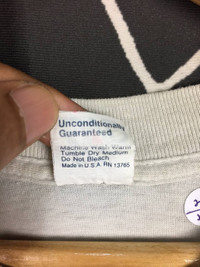 Unconditionally
Guaranteed
Machine Wash Warm
Tumble Dry Medium
Do Not Bleach
Made in U.S.A. RN 13765